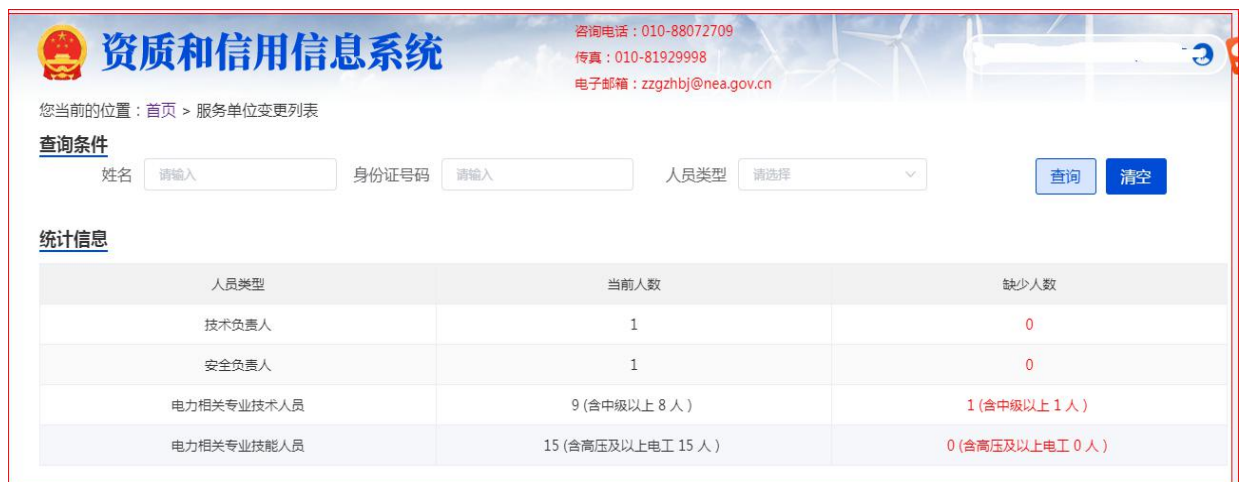 咨询电话：010-88072709
资质和信用信息系统
传真：010-81929998
电子邮箱：zzgzhbj@nea.gov.cn
您当前的位置：首页 > 服务单位变更列表
查询条件
姓名 请输入 身份证号码 请输入 人员类型 请选择 查询 清空
统计信息
人员类型 当前人数 缺少人数
技术负责人 1 0
安全负责人 1 0
电力相关专业技术人员 9 (含中级以上 8 人 ) 1 (含中级以上 1 人 )
电力相关专业技能人员 15 (含高压及以上电工 15 人 ) 0 (含高压及以上电工 0 人 )